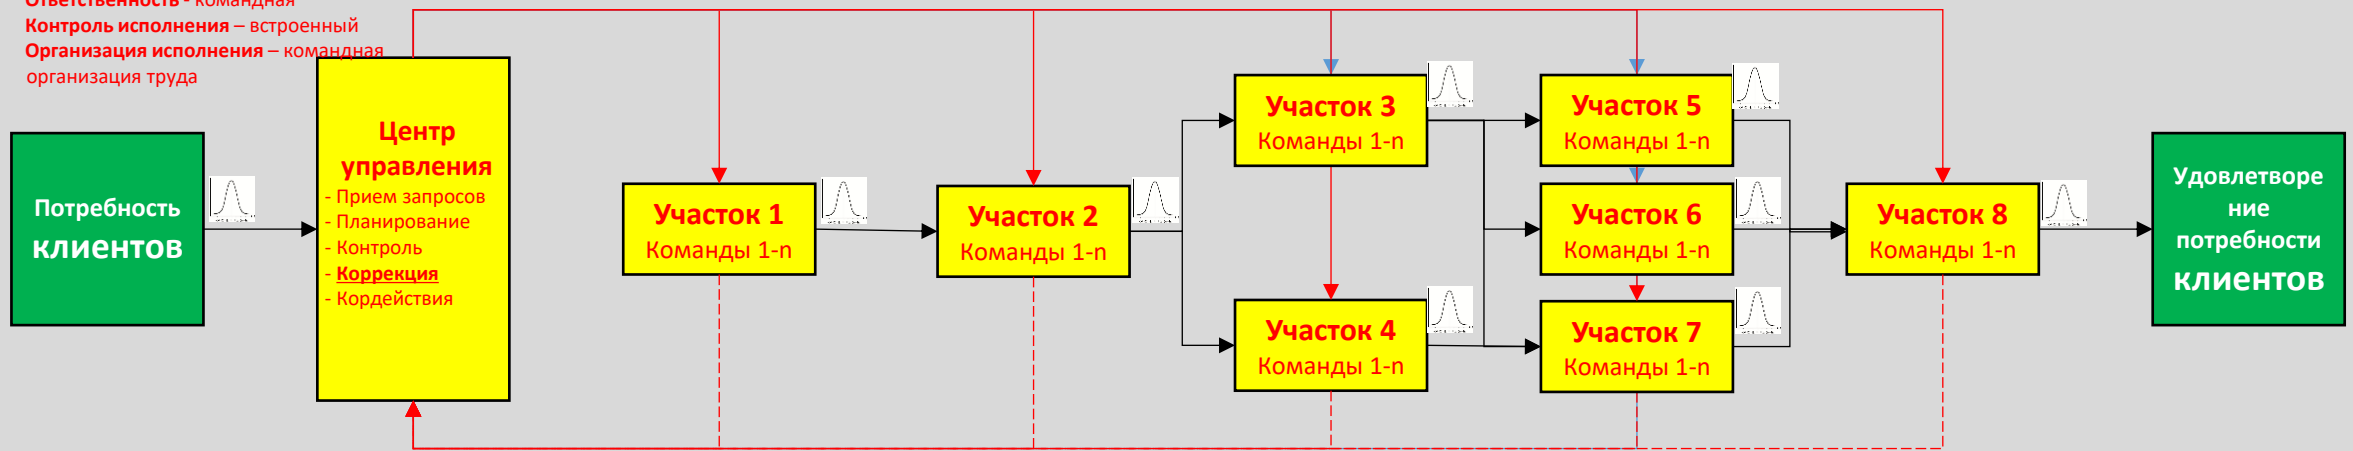 Ответственность - командная
Контроль исполнения – встроенный
Организация исполнения – командная
организация труда
Потребность
клиентов
Центр
управления
- Прием запросов
- Планирование
- Контроль
- Коррекция
- Кордействия
Участок 1
Команды 1-n
Участок 2
Команды 1-n
Участок 3
Команды 1-n
Участок 4
Команды 1-n
Участок 5
Команды 1-n
Участок 6
Команды 1-n
Участок 7
Команды 1-n
Участок 8
Команды 1-n
Удовлетворе
ние
потребности
клиентов